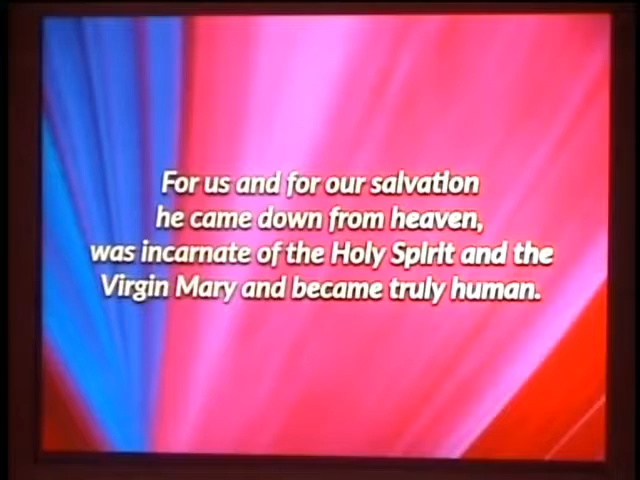 For us and for our salvation
he came down from heaven,
was incarnate of the Holy Spirit and the
Virgin Mary and became truly human.